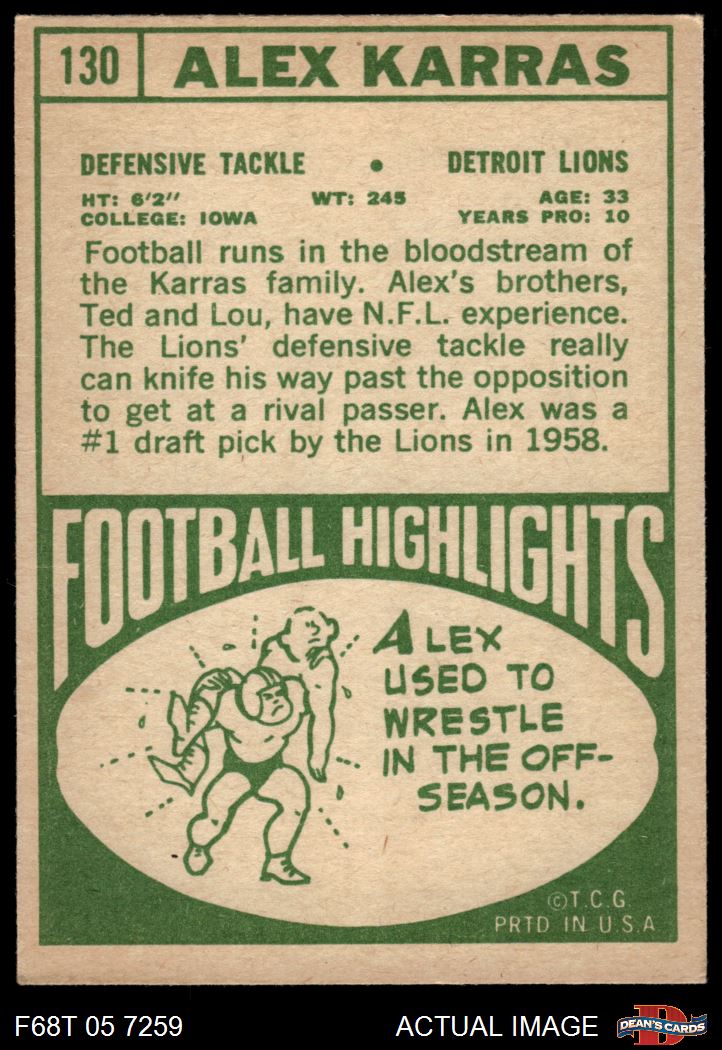 130 ALEX KARRAS
DEFENSIVE TACKLE • DETROIT LIONS
HT: 6'2" WT: 245 AGE: 33
COLLEGE: IOWA YEARS PRO: 10
Football runs in the bloodstream of
the Karras family. Alex's brothers,
Ted and Lou, have N.F.L. experience.
The Lions' defensive tackle really
can knife his way past the opposition
to get at a rival passer. Alex was a
#1 draft pick by the Lions in 1958.
FOOTBALL HIGHLIGHTS
ALEX
USED TO
WRESTLE
IN THE OFF-
SEASON.
©T.C.G.
PRTD IN U.S.A
F68T 05 7259 ACTUAL IMAGE D DEAN'S CARDS